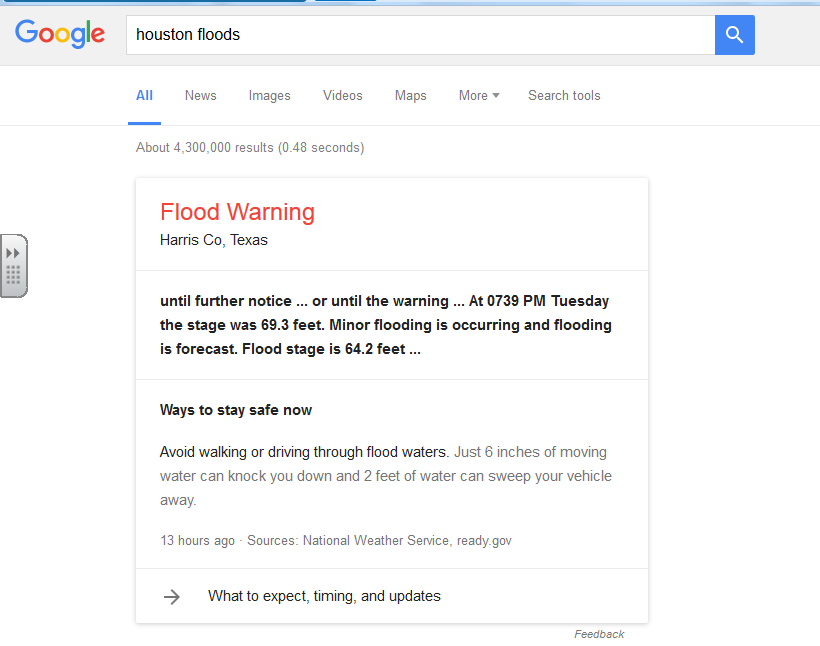 Google
houston floods
All News Images Videos Maps More Search tools
About 4,300,000 results (0.48 seconds)
Flood Warning
Harris Co, Texas
until further notice ... or until the warning ... At 0739 PM Tuesday
the stage was 69.3 feet. Minor flooding is occurring and flooding
is forecast. Flood stage is 64.2 feet ...
Ways to stay safe now
Avoid walking or driving through flood waters. Just 6 inches of moving
water can knock you down and 2 feet of water can sweep your vehicle
away.
13 hours ago · Sources: National Weather Service, ready.gov
What to expect, timing, and updates
Feedback